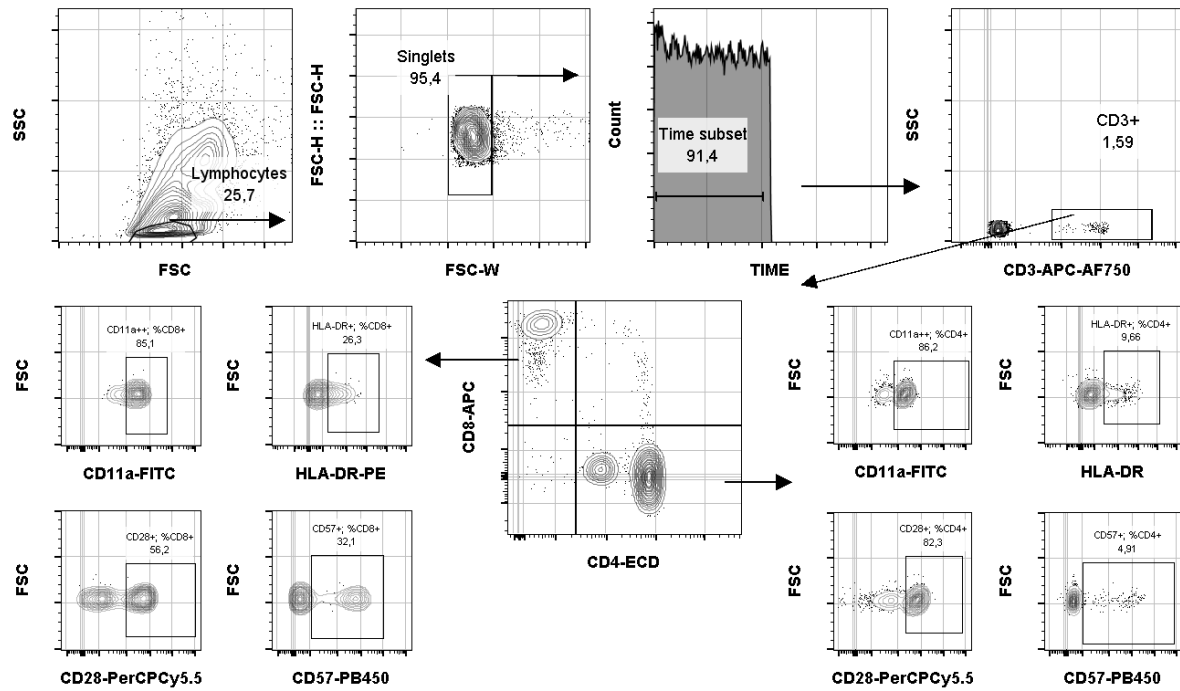 SSC
Lymphocytes
25,7
FSC
FSC-H :: FSC-H
Singlets
95,4
FSC-W
Count
Time subset
91,4
TIME
SSC
CD3+
1,59
CD3-APC-AF750
FSC
CD11a++; %CD8+
85,1
CD11a-FITC
FSC
HLA-DR+; %CD8+
26,3
HLA-DR-PE
CD8-APC
CD4-ECD
FSC
CD11a++; %CD4+
86,2
CD11a-FITC
FSC
HLA-DR+; %CD4+
9,66
HLA-DR
FSC
CD28+; %CD8+
56,2
CD28-PerCPCy5.5
FSC
CD57+; %CD8+
32,1
CD57-PB450
FSC
CD28+; %CD4+
82,3
CD28-PerCPCy5.5
FSC
CD57+; %CD4+
4,91
CD57-PB450